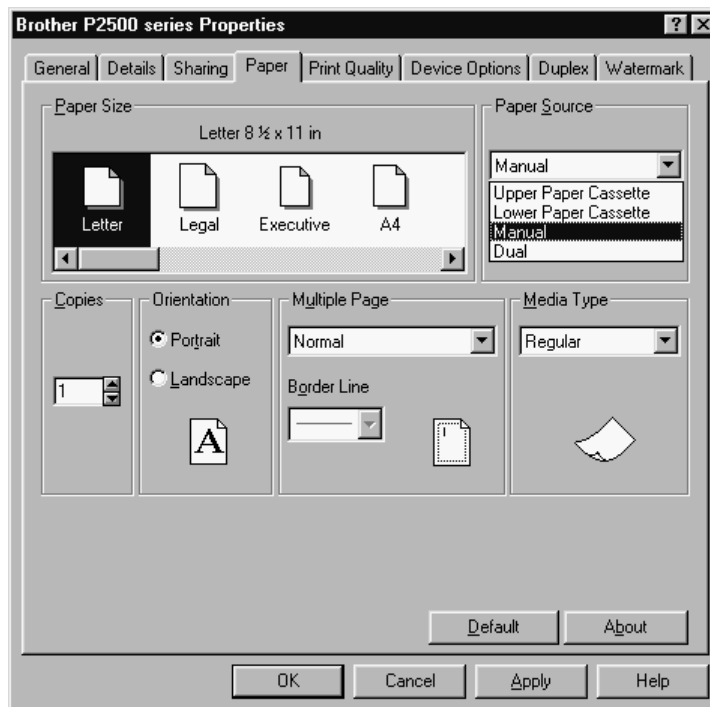 Brother P2500 series Properties
General Details Sharing Paper Print Quality Device Options Duplex Watermark
Paper Size
Letter 8 ½ x 11 in
Letter Legal Executive A4
Paper Source
Manual
Upper Paper Cassette
Lower Paper Cassette
Manual
Dual
Copies
1
Orientation
Portrait
Landscape
A
Multiple Page
Normal
Border Line
Media Type
Regular
Default About
OK Cancel Apply Help